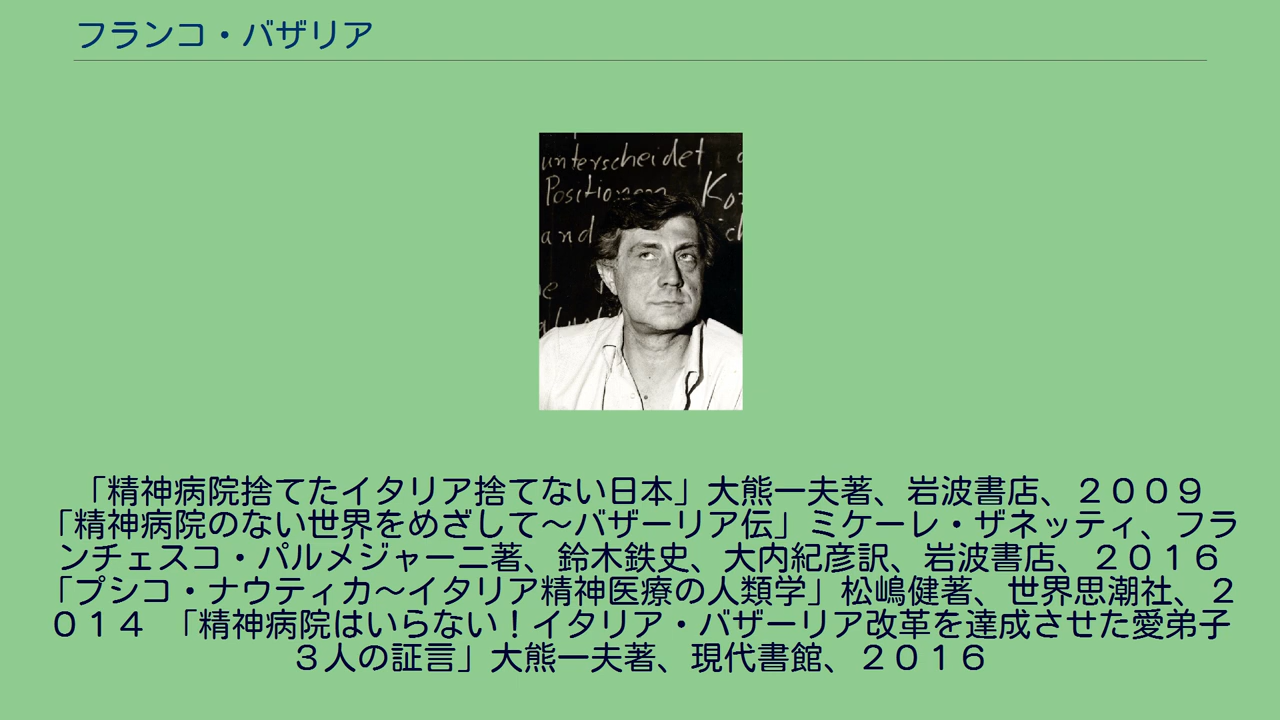 フランコ・バザリア
unterscheidet
Positionen
and
「精神病院捨てたイタリア捨てない日本」大熊一夫著、岩波書店、２００９
「精神病院のない世界をめざして～バザーリア伝」ミケーレ・ザネッティ、フラ
ンチェスコ・パルメジャーニ著、鈴木鉄史、大内紀彦訳、岩波書店、２０１６
「プシコ・ナウティカ～イタリア精神医療の人類学」松嶋健著、世界思潮社、２
０１４　「精神病院はいらない！イタリア・バザーリア改革を達成させた愛弟子
３人の証言」大熊一夫著、現代書館、２０１６